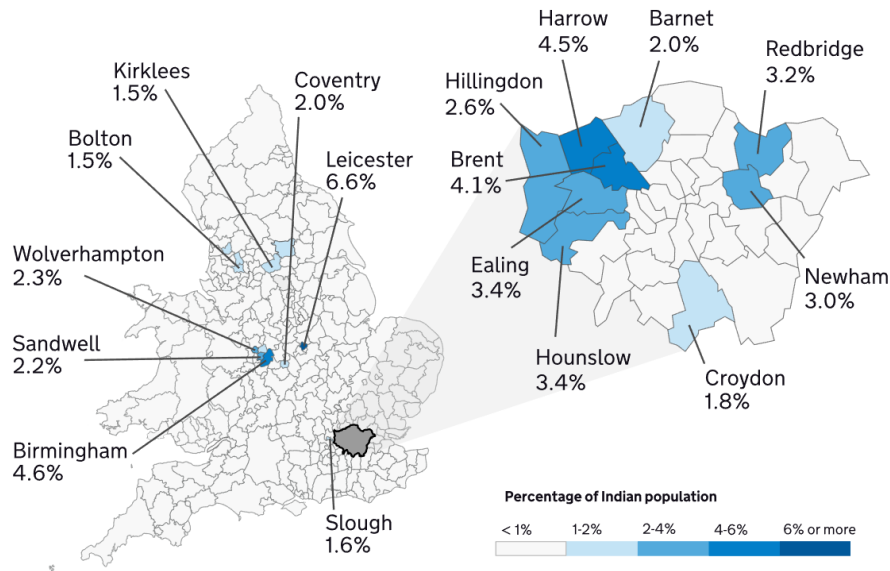 Harrow
4.5%
Barnet
2.0%
Redbridge
3.2%
Kirklees
1.5%
Coventry
2.0%
Hillingdon
2.6%
Bolton
1.5%
Leicester
6.6%
Brent
4.1%
Wolverhampton
2.3%
Ealing
3.4%
Newham
3.0%
Sandwell
2.2%
Hounslow
3.4%
Croydon
1.8%
Birmingham
4.6%
Slough
1.6%
Percentage of Indian population
< 1% 1-2% 2-4% 4-6% 6% or more